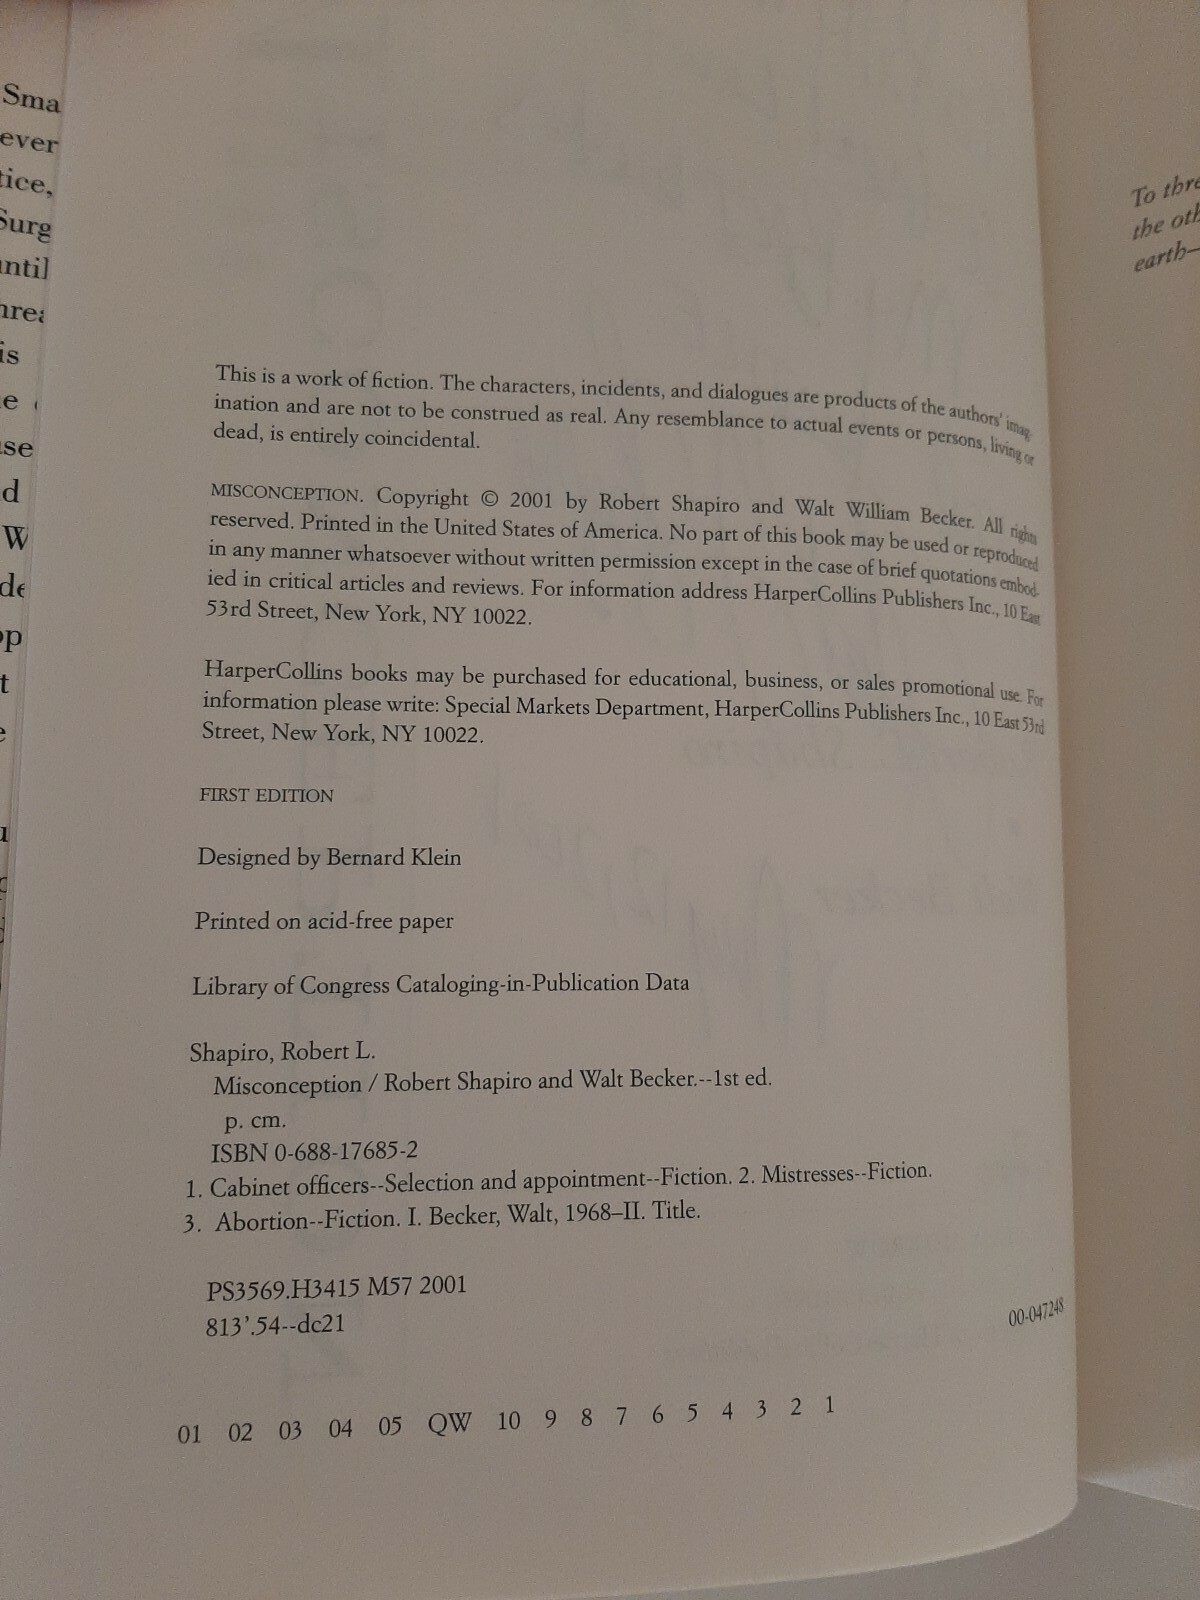 Sma
ever
tice,
Surg
until
is
W
This is a work of fiction. The characters, incidents, and dialogues are products of the authors' imag-
ination and are not to be construed as real. Any resemblance to actual events or persons, living or
dead, is entirely coincidental.
MISCONCEPTION. Copyright © 2001 by Robert Shapiro and Walt William Becker. All rights
reserved. Printed in the United States of America. No part of this book may be used or reproduced
in any manner whatsoever without written permission except in the case of brief quotations embod-
ied in critical articles and reviews. For information address HarperCollins Publishers Inc., 10 East
53rd Street, New York, NY 10022.
HarperCollins books may be purchased for educational, business, or sales promotional use. For
information please write: Special Markets Department, HarperCollins Publishers Inc., 10 East 53rd
Street, New York, NY 10022.
FIRST EDITION
Designed by Bernard Klein
Printed on acid-free paper
Library of Congress Cataloging-in-Publication Data
Shapiro, Robert L.
Misconception / Robert Shapiro and Walt Becker.--1st ed.
p. cm.
ISBN 0-688-17685-2
1. Cabinet officers--Selection and appointment--Fiction. 2. Mistresses--Fiction.
3. Abortion--Fiction. I. Becker, Walt, 1968–II. Title.
PS3569.H3415 M57 2001
813'.54--dc21
00-047248
01 02 03 04 05 QW 10 9 8 7 6 5 4 3 2 1
To thre
the oth
earth—